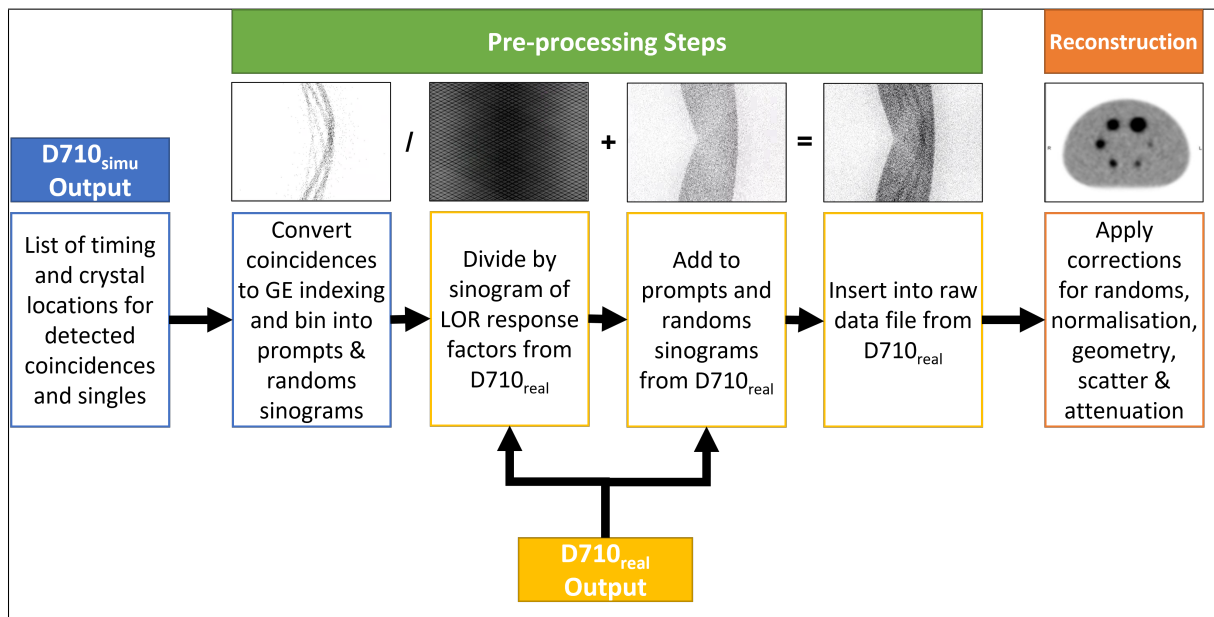 Pre-processing Steps
Reconstruction
/
+
=
D710simu
Output
List of timing
and crystal
locations for
detected
coincidences
and singles
Convert
coincidences
to GE indexing
and bin into
prompts &
randoms
sinograms
Divide by
sinogram of
LOR response
factors from
D710real
Add to
prompts and
randoms
sinograms
from D710real
Insert into raw
data file from
D710real
Apply
corrections
for randoms,
normalisation,
geometry,
scatter &
attenuation
D710real
Output